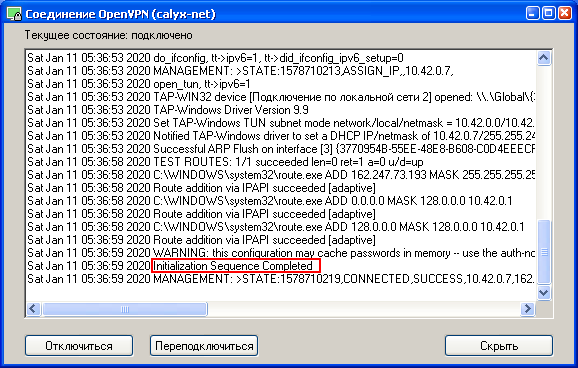 Соединение OpenVPN (calyx-net)
Текущее состояние: подключено
Sat Jan 11 05:36:53 2020 do_ifconfig, tt->ipv6=1, tt->did_ifconfig_ipv6_setup=0
Sat Jan 11 05:36:53 2020 MANAGEMENT: >STATE:1578710213,ASSIGN_IP,,10.42.0.7,
Sat Jan 11 05:36:53 2020 open_tun, tt->ipv6=1
Sat Jan 11 05:36:53 2020 TAP-WIN32 device [Подключение по локальной сети 2] opened: \\.\Global\{
Sat Jan 11 05:36:53 2020 TAP-Windows Driver Version 9.9
Sat Jan 11 05:36:53 2020 Set TAP-Windows TUN subnet mode network/local/netmask = 10.42.0.0/10.42.
Sat Jan 11 05:36:53 2020 Notified TAP-Windows driver to set a DHCP IP/netmask of 10.42.0.7/255.255.24
Sat Jan 11 05:36:53 2020 Successful ARP Flush on interface [3] {3770954B-55EE-48E8-B608-C0D4EEECF
Sat Jan 11 05:36:58 2020 TEST ROUTES: 1/1 succeeded len=0 ret=1 a=0 u/d=up
Sat Jan 11 05:36:58 2020 C:\WINDOWS\system32\route.exe ADD 162.247.73.193 MASK 255.255.255.25
Sat Jan 11 05:36:58 2020 Route addition via IPAPI succeeded [adaptive]
Sat Jan 11 05:36:58 2020 C:\WINDOWS\system32\route.exe ADD 0.0.0.0 MASK 128.0.0.0 10.42.0.1
Sat Jan 11 05:36:58 2020 Route addition via IPAPI succeeded [adaptive]
Sat Jan 11 05:36:58 2020 C:\WINDOWS\system32\route.exe ADD 128.0.0.0 MASK 128.0.0.0 10.42.0.1
Sat Jan 11 05:36:59 2020 Route addition via IPAPI succeeded [adaptive]
Sat Jan 11 05:36:59 2020 WARNING: this configuration may cache passwords in memory -- use the auth-no
Sat Jan 11 05:36:59 2020 Initialization Sequence Completed
Sat Jan 11 05:36:59 2020 MANAGEMENT: >STATE:1578710219,CONNECTED,SUCCESS,10.42.0.7,162.
Отключиться
Переподключиться
Скрыть